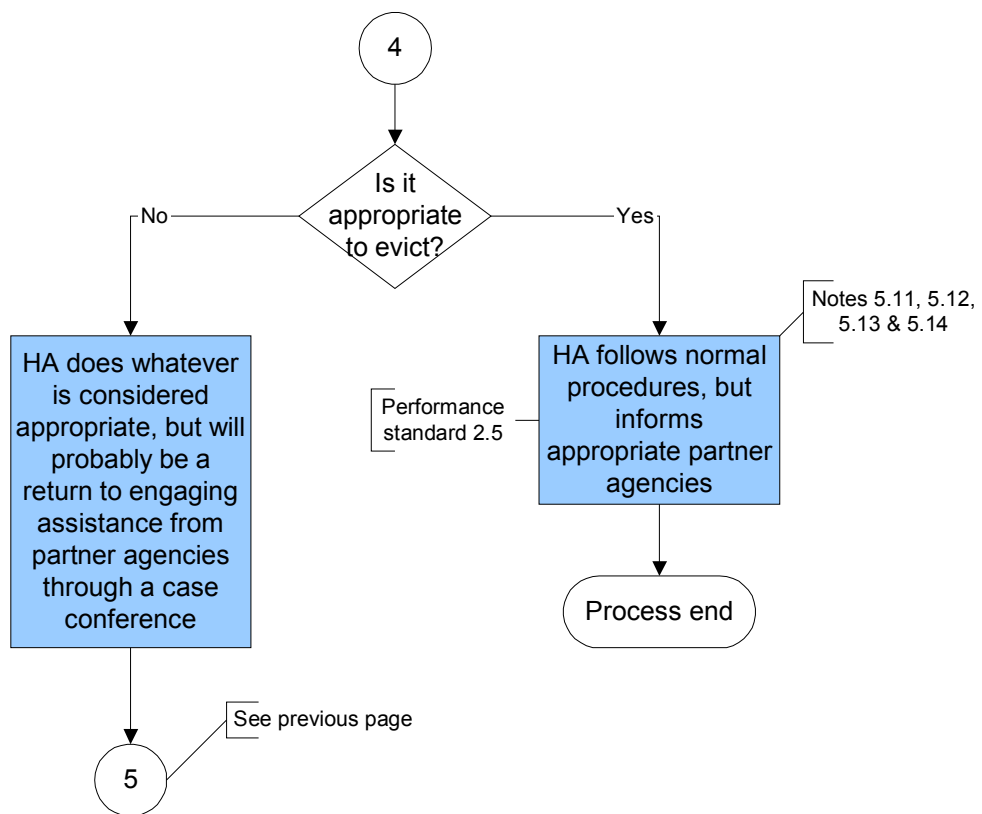 4
Is it
appropriate
to evict?
No
Yes
Notes 5.11, 5.12,
5.13 & 5.14
HA does whatever
is considered
appropriate, but will
probably be a
return to engaging
assistance from
partner agencies
through a case
conference
Performance
standard 2.5
HA follows normal
procedures, but
informs
appropriate partner
agencies
Process end
See previous page
5